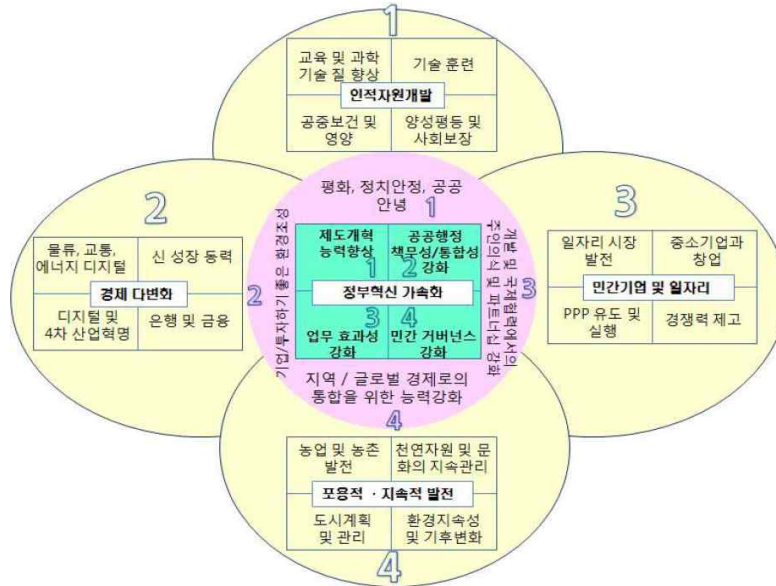 1
교육 및 과학
기술 질 향상
기술 훈련
인적자원개발
공중보건 및
영양
양성평등 및
사회보장
2
물류, 교통,
에너지 디지털
신 성장 동력
경제 다변화
디지털 및
4차 산업혁명
은행 및 금융
평화, 정치안정, 공공
안녕
1
기업/투자하기 좋은 환경조성
2
제도개혁
능력향상
1
공공행정
책무성/통합성
강화
2
정부혁신 가속화
3
업무 효과성
강화
4
민간 거버넌스
강화
개발 및 국제협력에서의
주인의식 및 파트너십 강화
3
지역 / 글로벌 경제로의
통합을 위한 능력강화
4
3
일자리 시장
발전
중소기업과
창업
민간기업 및 일자리
PPP 유도 및
실행
경쟁력 제고
농업 및 농촌
발전
천연자원 및 문
화의 지속관리
포용적 · 지속적 발전
도시계획
및 관리
환경지속성
및 기후변화
4